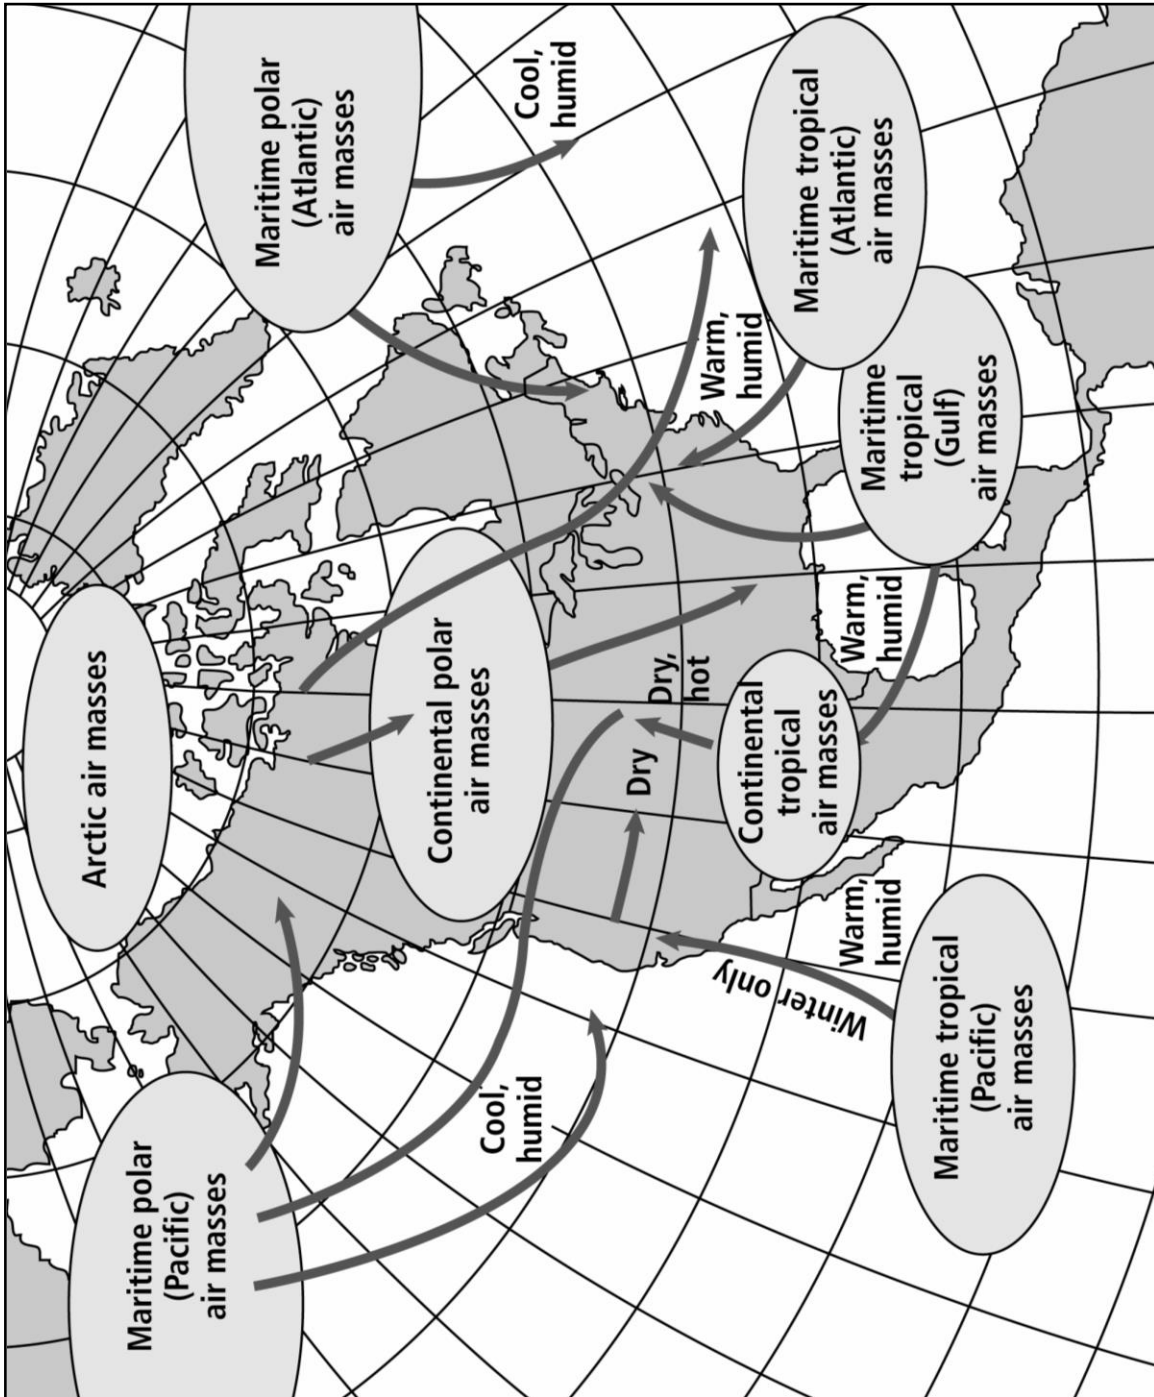 Maritime polar
(Pacific)
air masses
Arctic air masses
Maritime polar
(Atlantic)
air masses
Cool,
humid
Continental polar
air masses
Cool,
humid
Dry
Dry,
hot
Warm,
humid
Continental
tropical
air masses
Winter only
Warm,
humid
Warm,
humid
Maritime tropical
(Pacific)
air masses
Maritime
tropical
(Gulf)
air masses
Maritime tropical
(Atlantic)
air masses